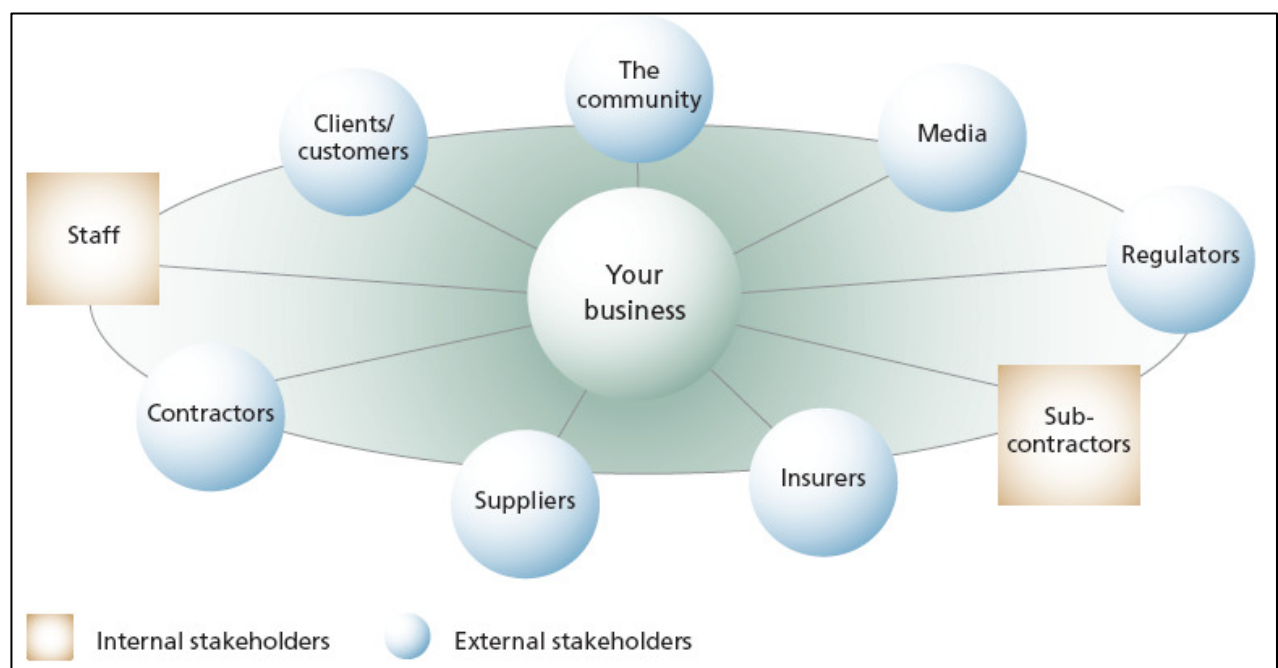 The
community
Clients/
customers
Media
Staff
Regulators
Your
business
Contractors
Sub-
contractors
Suppliers
Insurers
Internal stakeholders
External stakeholders